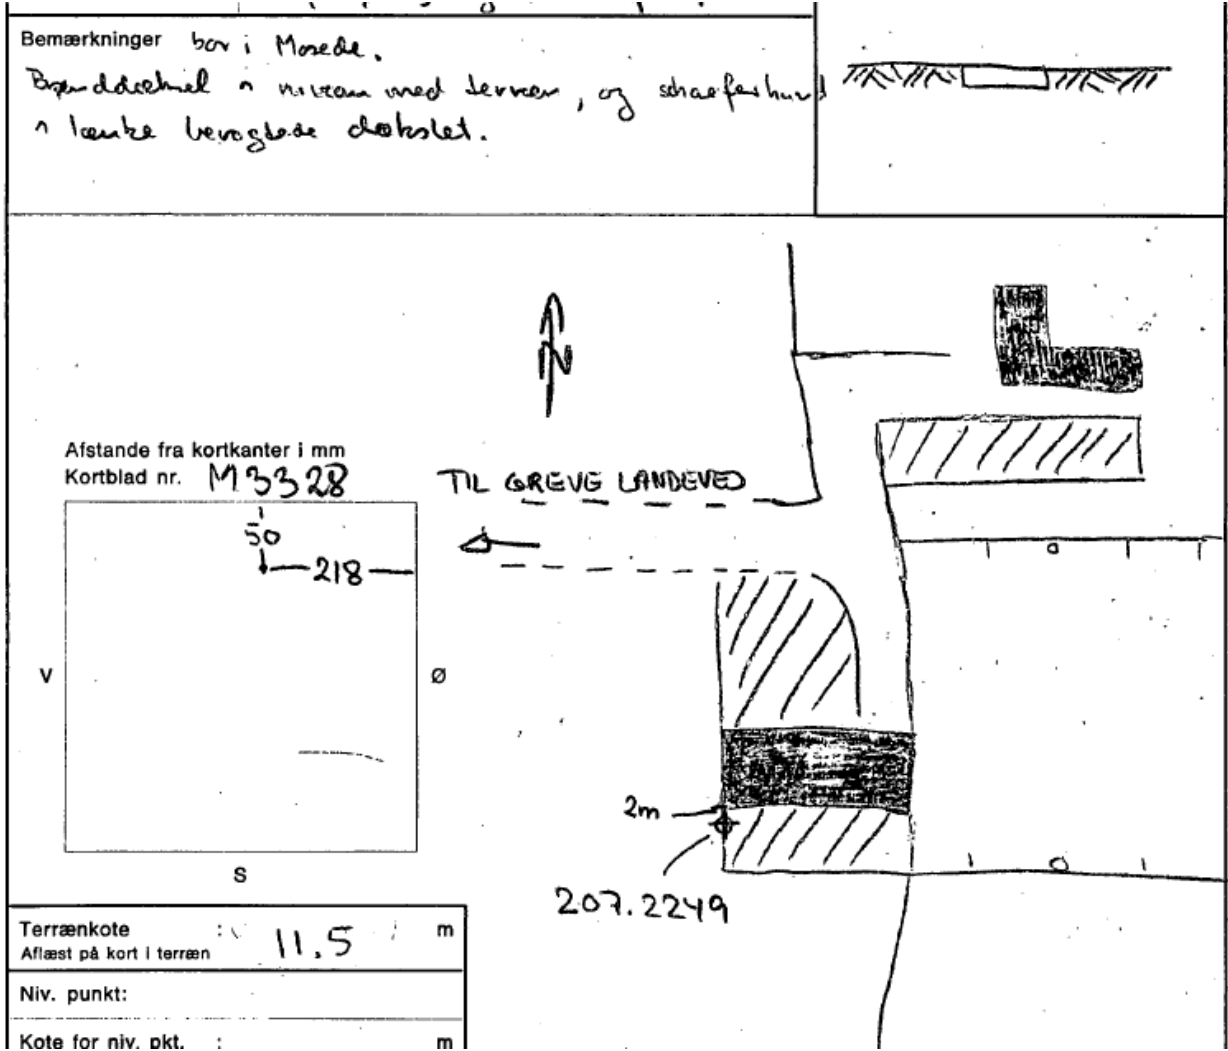 Bemærkninger bor i Mosede.
Brønddæksel i niveau med terræn, og schaeferhund
i lænke bevogtede dækslet.
N
Afstande fra kortkanter i mm
Kortblad nr. M3328
TIL GREVE LANDEVEJ
50
218
V
Ø
S
2m
207.2249
Terrænkote : 11.5 m
Aflæst på kort i terræn
Niv. punkt:
Kote for niv. pkt. : m